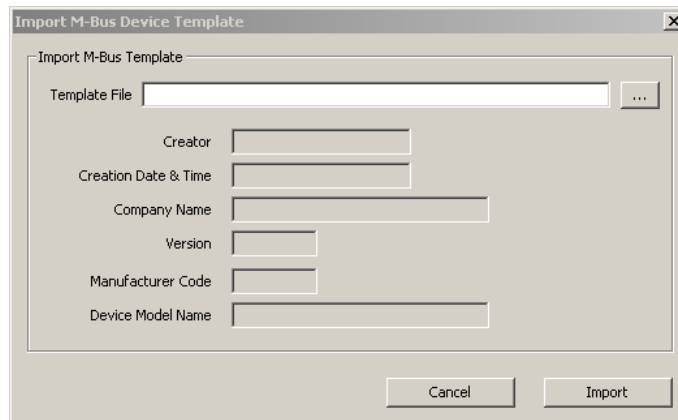 Import M-Bus Device Template
Import M-Bus Template
Template File
...
Creator
Creation Date & Time
Company Name
Version
Manufacturer Code
Device Model Name
Cancel
Import